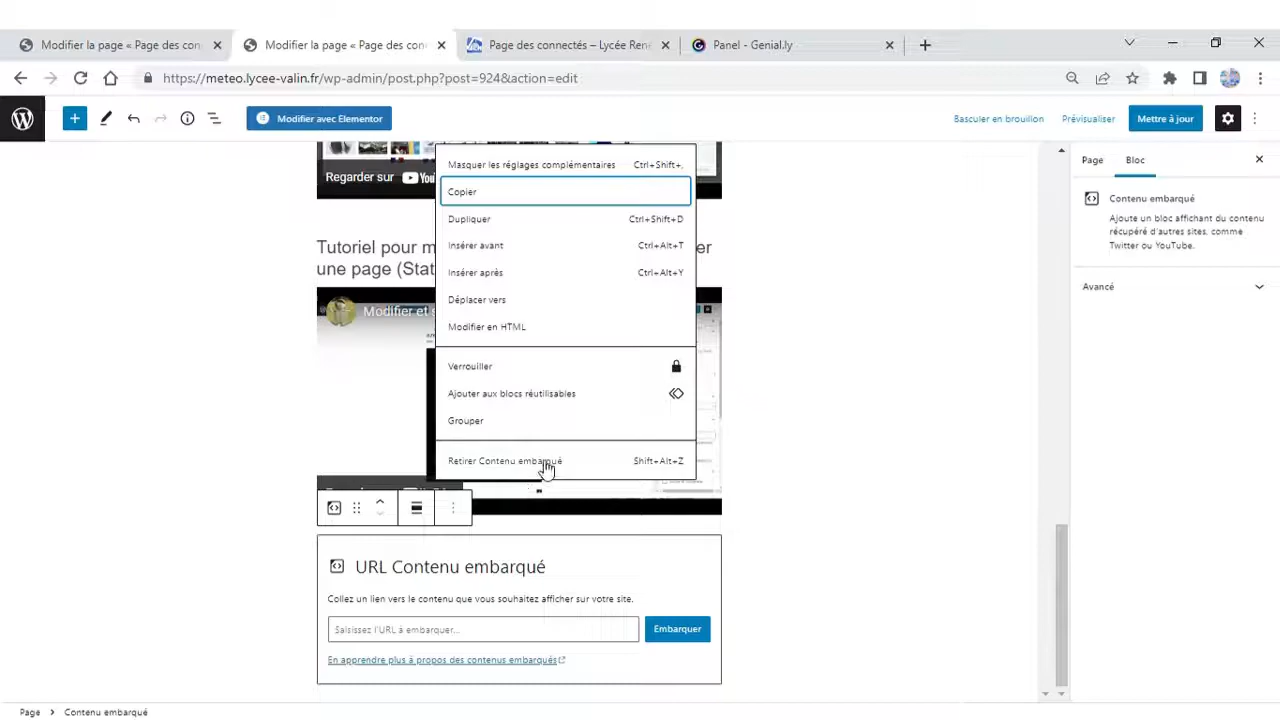 Modifier la page « Page des con
Modifier la page « Page des con
Page des connectés – Lycée Ren
Panel - Genial.ly
https://meteo.lycee-valin.fr/wp-admin/post.php?post=924&action=edit
Modifier avec Elementor
Basculer en brouillon
Prévisualiser
Mettre à jour
Regarder sur
Masquer les réglages complémentaires Ctrl+Shift+,
Copier
Dupliquer Ctrl+Shift+D
Insérer avant Ctrl+Alt+T
Insérer après Ctrl+Alt+Y
Déplacer vers
Modifier en HTML
Verrouiller
Ajouter aux blocs réutilisables
Grouper
Retirer Contenu embarqué Shift+Alt+Z
Tutoriel pour
une page
Modifier et
URL Contenu embarqué
Collez un lien vers le contenu que vous souhaitez afficher sur votre site.
Saisissez l'URL à embarquer...
Embarquer
En apprendre plus à propos des contenus embarqués
Page
Bloc
Contenu embarqué
Ajoute un bloc affichant du contenu
récupéré d'autres sites, comme
Twitter ou YouTube.
Avancé
Page > Contenu embarqué